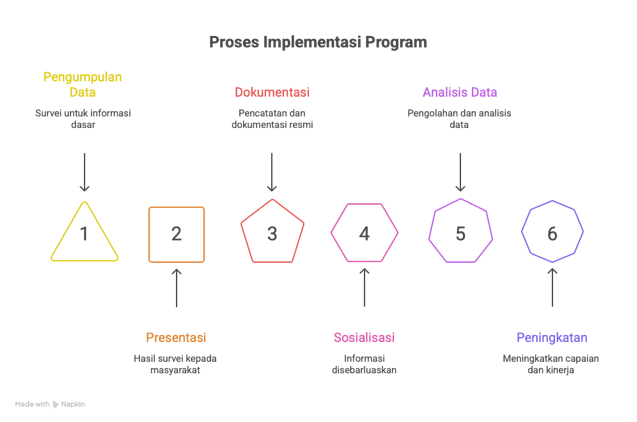 Proses Implementasi Program
Pengumpulan
Data
Survei untuk informasi
dasar
Dokumentasi
Pencatatan dan
dokumentasi resmi
Analisis Data
Pengolahan dan analisis
data
1
2
3
4
5
6
Presentasi
Hasil survei kepada
masyarakat
Sosialisasi
Informasi
disebarluaskan
Peningkatan
Meningkatkan capaian
dan kinerja
Made with Napkin